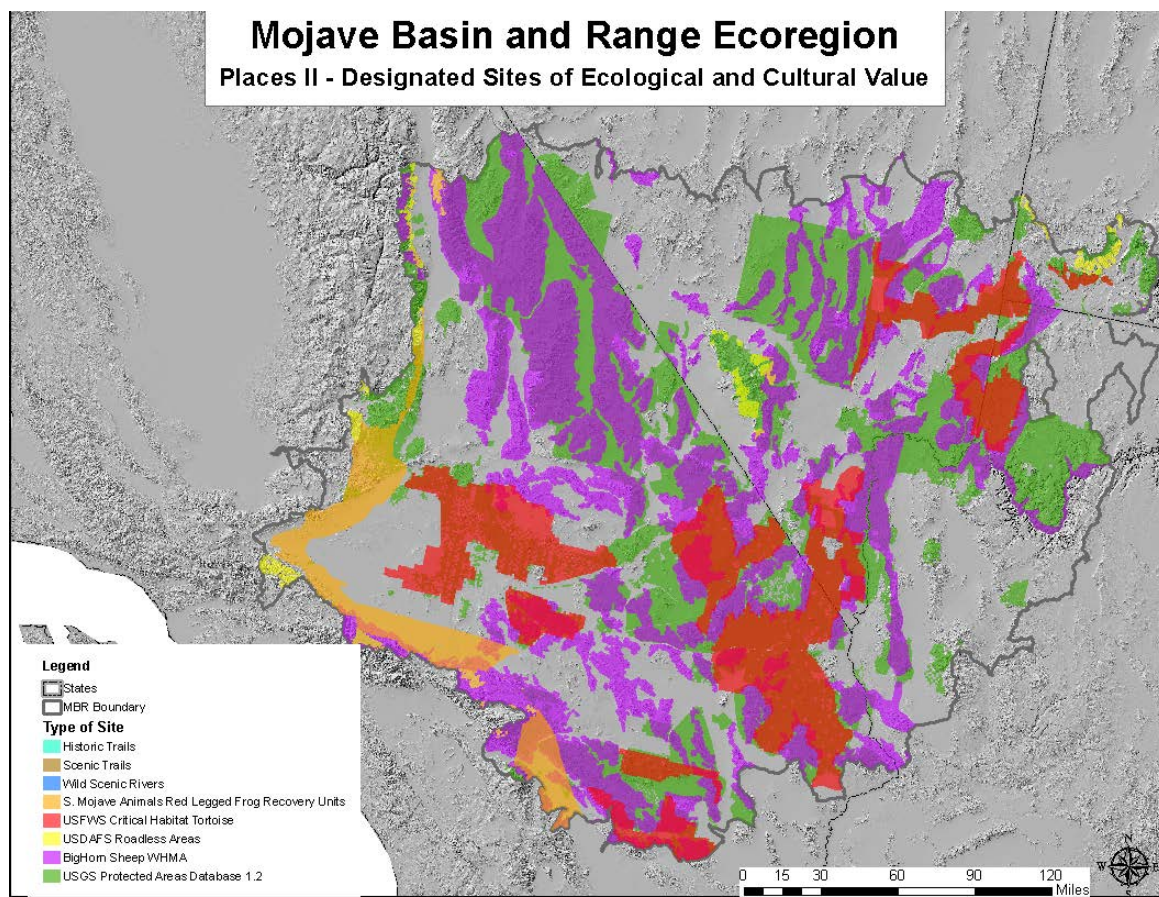 Mojave Basin and Range Ecoregion
Places II - Designated Sites of Ecological and Cultural Value
Legend
States
MBR Boundary
Type of Site
Historic Trails
Scenic Trails
Wild Scenic Rivers
S. Mojave Animals Red Legged Frog Recovery Units
USFWS Critical Habitat Tortoise
USDAFS Roadless Areas
BigHorn Sheep WHMA
USGS Protected Areas Database 1.2
0 15 30 60 90 120
Miles
N
W E
S